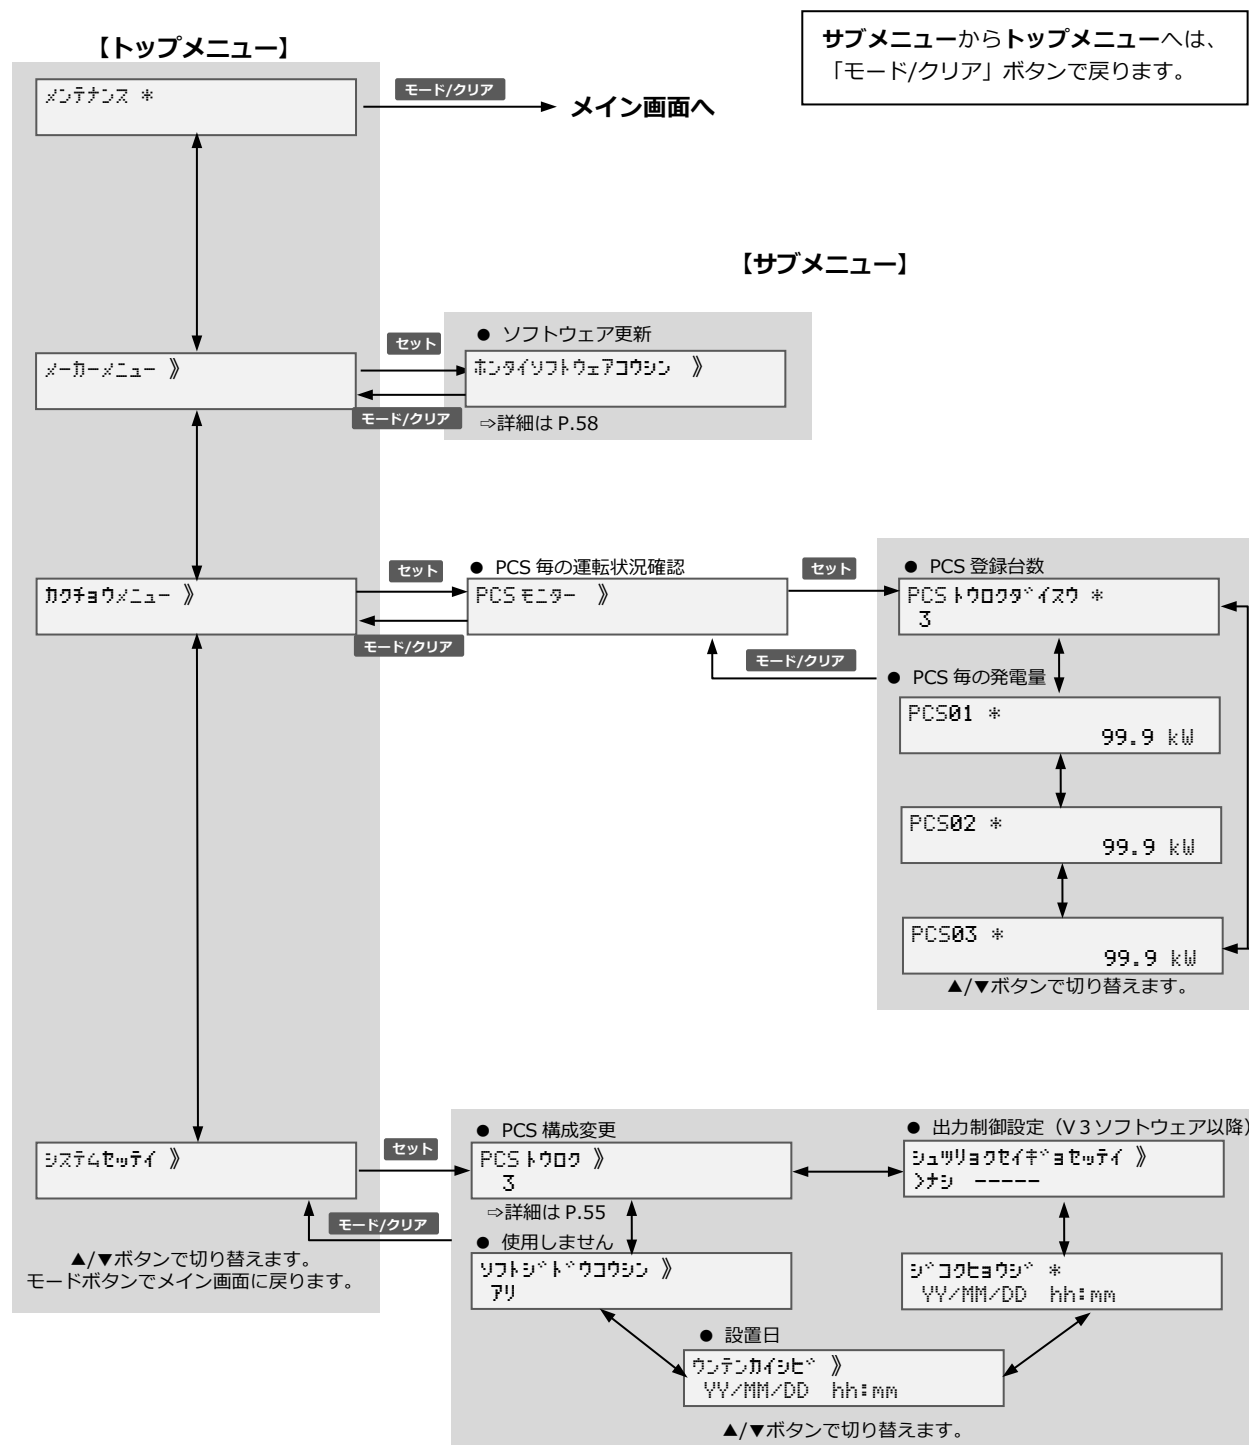 【トップメニュー】
サブメニューからトップメニューへは、
「モード/クリア」ボタンで戻ります。
メンテナンス *
モード/クリア
メイン画面へ
【サブメニュー】
● ソフトウェア更新
セット
メーカーメニュー 》
ホンタイソフトウェアコウシン 》
モード/クリア
⇨詳細は P.58
● PCS 毎の運転状況確認
● PCS 登録台数
セット
セット
カクチョウメニュー 》
PCSモニター 》
PCSトウロクダイスウ *
3
モード/クリア
モード/クリア
● PCS 毎の発電量
PCS01 *
99.9 kW
PCS02 *
99.9 kW
PCS03 *
99.9 kW
▲/▼ボタンで切り替えます。
● PCS 構成変更
● 出力制御設定（V３ソフトウェア以降）
セット
システムセッテイ 》
PCSトウロク 》
3
シュツリョクセイギョセッテイ 》
>ナシ -----
⇨詳細は P.55
モード/クリア
● 使用しません
▲/▼ボタンで切り替えます。
モードボタンでメイン画面に戻ります。
ソフトジドウコウシン 》
アリ
ジコクヒョウジ *
YY/MM/DD hh:mm
● 設置日
ウンテンカイシビ 》
YY/MM/DD hh:mm
▲/▼ボタンで切り替えます。